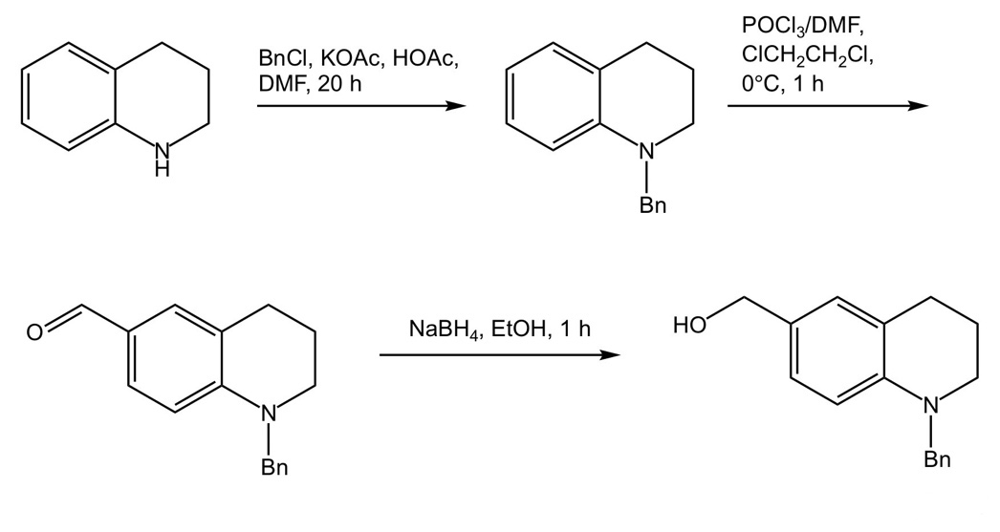 BnCl, KOAc, HOAc,
DMF, 20 h
N
H
N
Bn
POCl₃/DMF,
ClCH₂CH₂Cl,
0°C, 1 h
O
N
Bn
NaBH₄, EtOH, 1 h
HO
N
Bn